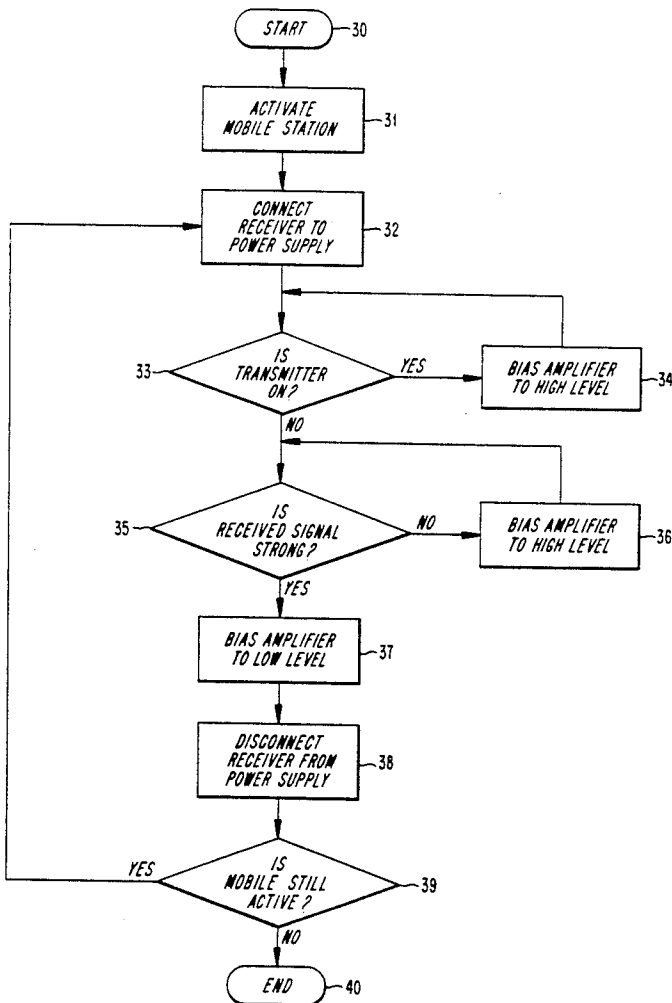 START
30
ACTIVATE
MOBILE STATION
31
CONNECT
RECEIVER TO
POWER SUPPLY
32
IS
TRANSMITTER
ON?
33
YES
BIAS AMPLIFIER
TO HIGH LEVEL
34
NO
IS
RECEIVED SIGNAL
STRONG?
35
NO
BIAS AMPLIFIER
TO HIGH LEVEL
36
YES
BIAS AMPLIFIER
TO LOW LEVEL
37
DISCONNECT
RECEIVER FROM
POWER SUPPLY
38
YES
IS
MOBILE STILL
ACTIVE?
39
NO
END
40